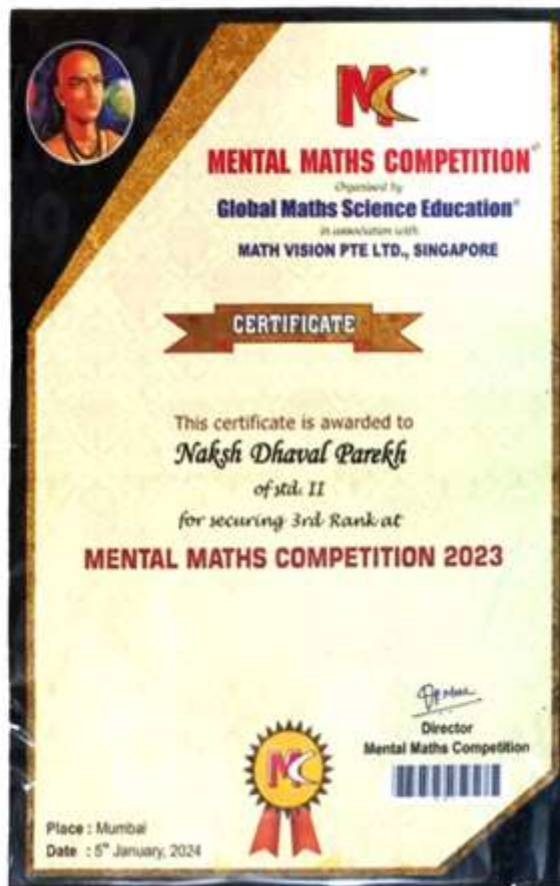 MC®
MENTAL MATHS COMPETITION®
Organised by
Global Maths Science Education®
in association with
MATH VISION PTE LTD., SINGAPORE
CERTIFICATE
This certificate is awarded to
Naksh Dhaval Parekh
of std. II
for securing 3rd Rank at
MENTAL MATHS COMPETITION 2023
Director
Mental Maths Competition
MC
Place : Mumbai
Date : 5th January, 2024